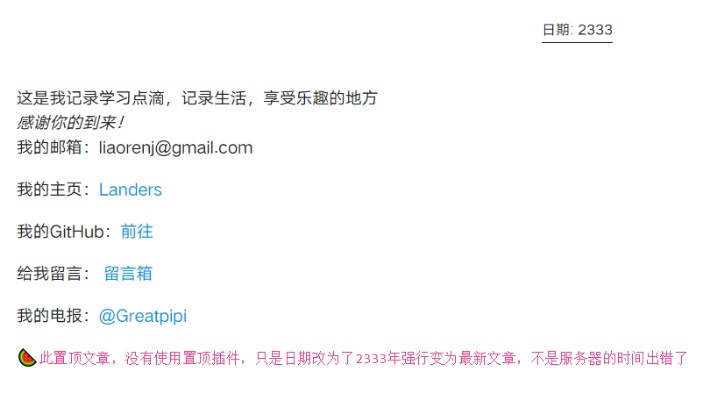 日期: 2333
这是我记录学习点滴，记录生活，享受乐趣的地方
感谢你的到来！
我的邮箱：liaorenj@gmail.com
我的主页：Landers
我的GitHub：前往
给我留言： 留言箱
我的电报：@Greatpipi
此置顶文章，没有使用置顶插件，只是日期改为了2333年强行变为最新文章，不是服务器的时间出错了